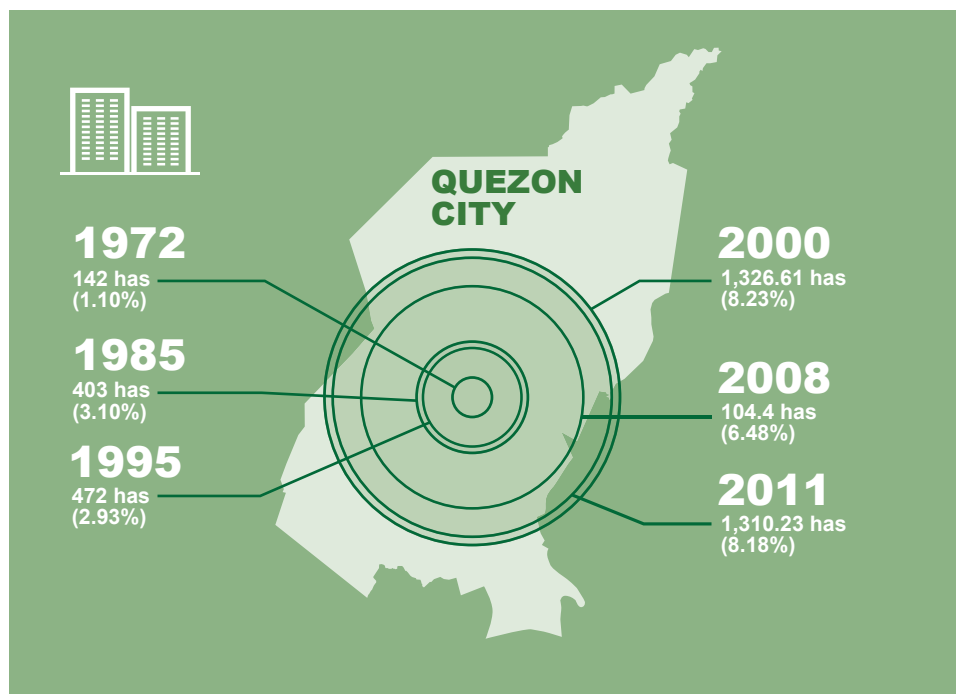 QUEZON
CITY
1972
142 has
(1.10%)
1985
403 has
(3.10%)
1995
472 has
(2.93%)
2000
1,326.61 has
(8.23%)
2008
104.4 has
(6.48%)
2011
1,310.23 has
(8.18%)